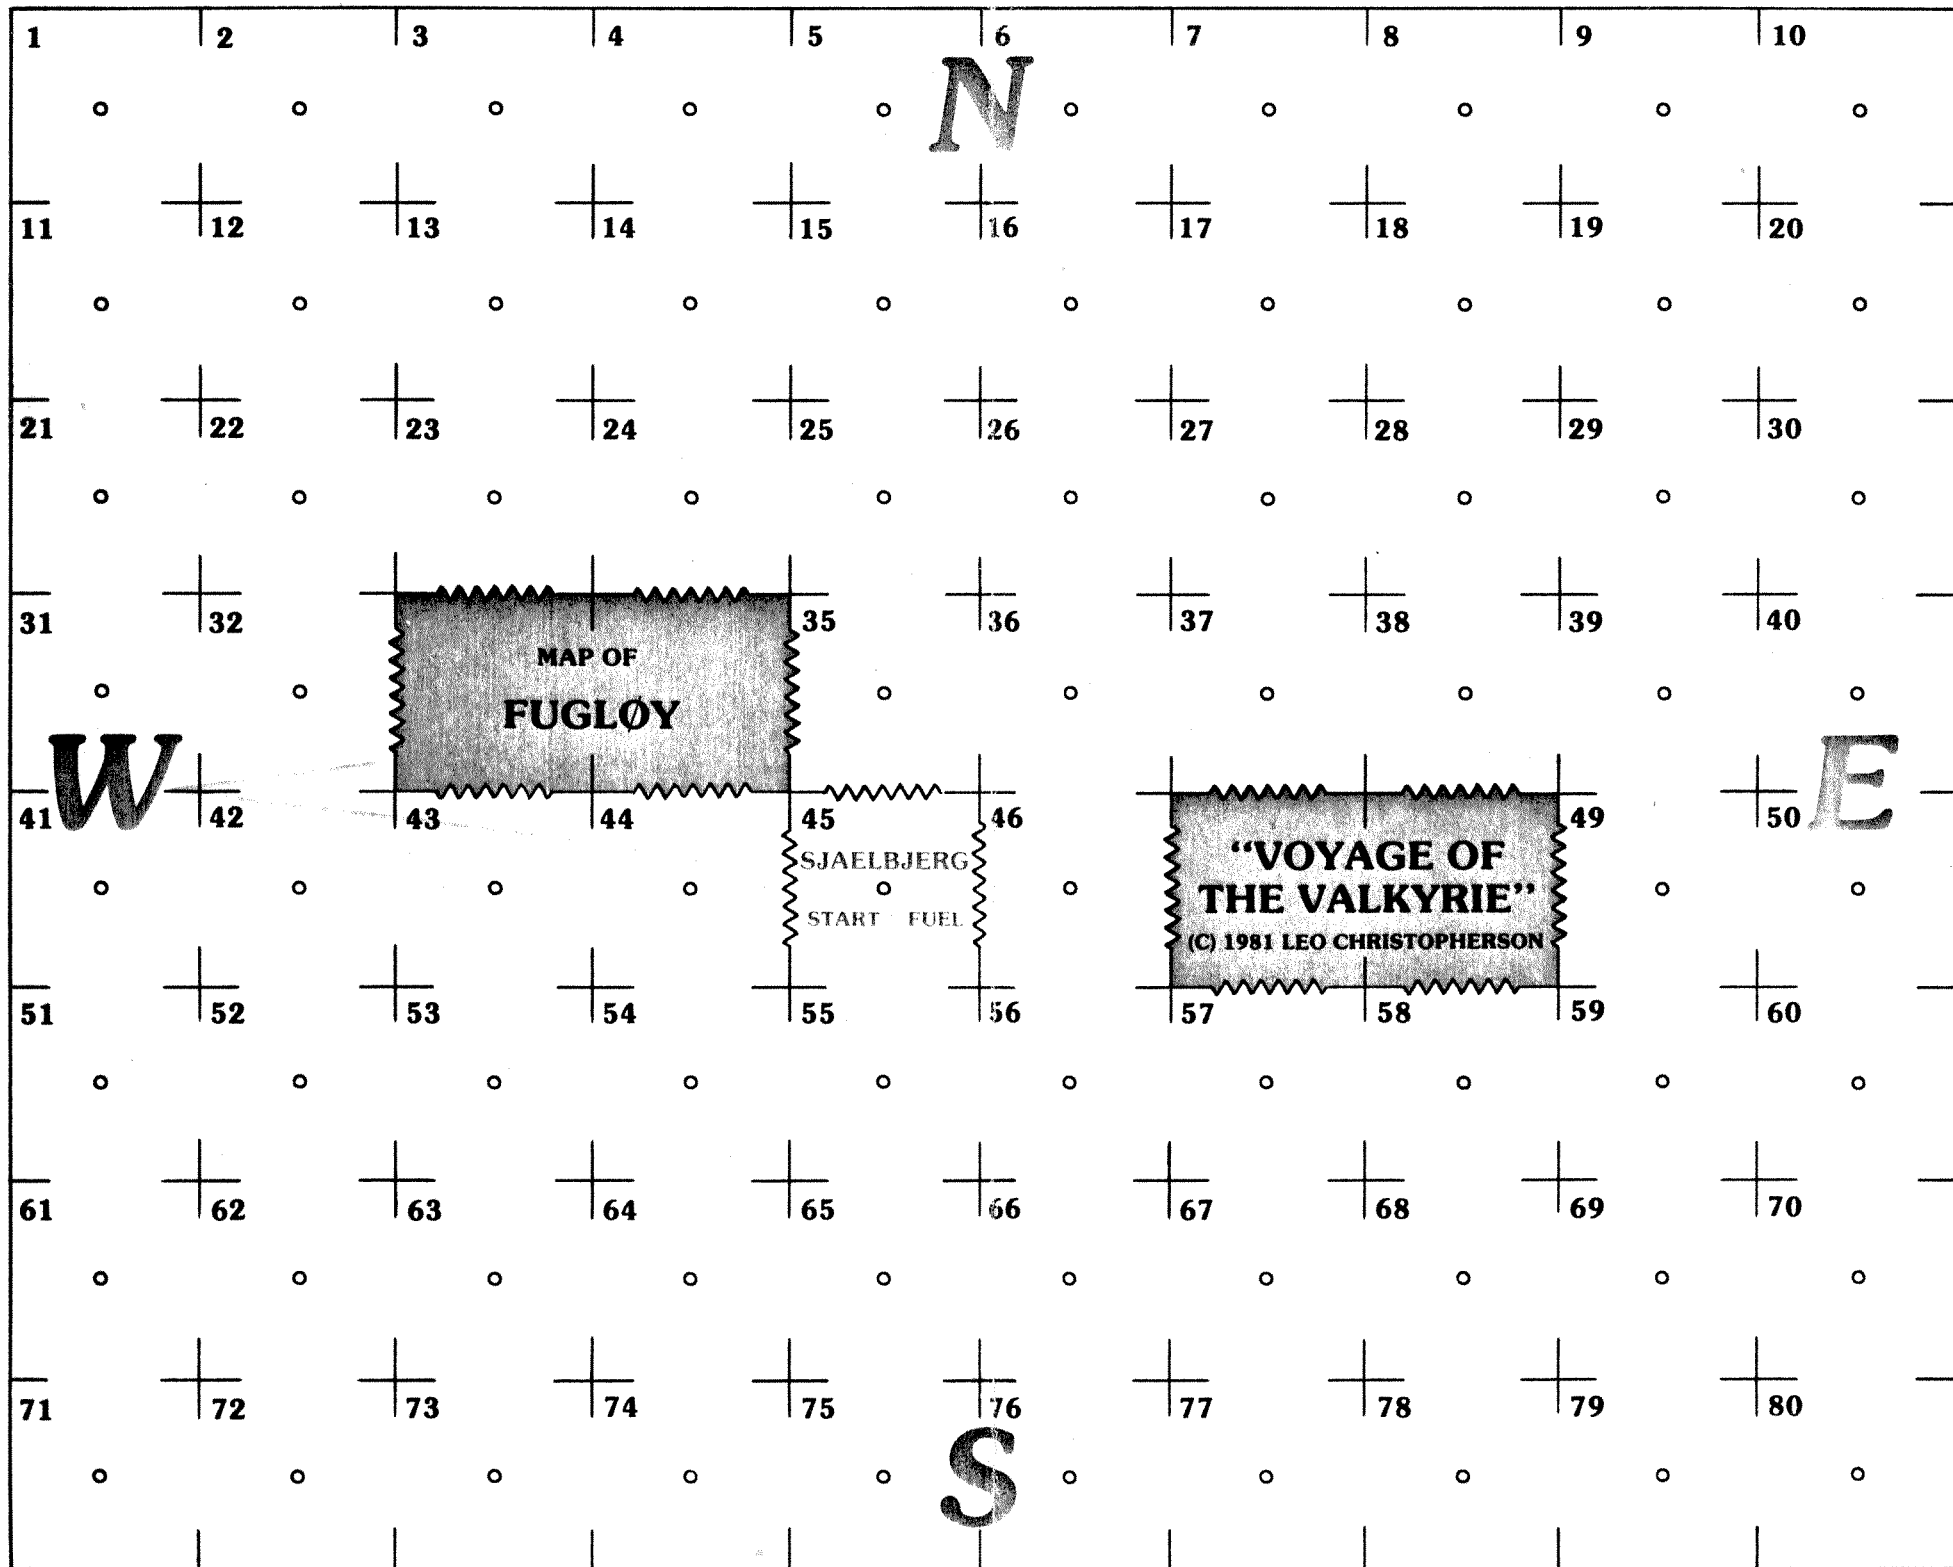 1 2 3 4 5 6 7 8 9 10
N
11 12 13 14 15 16 17 18 19 20
21 22 23 24 25 26 27 28 29 30
31 32 35 36 37 38 39 40
MAP OF
FUGLØY
W E
41 42 43 44 45 46 49 50
SJAELBJERG
START FUEL
"VOYAGE OF
THE VALKYRIE"
(C) 1981 LEO CHRISTOPHERSON
51 52 53 54 55 56 57 58 59 60
61 62 63 64 65 66 67 68 69 70
71 72 73 74 75 76 77 78 79 80
S